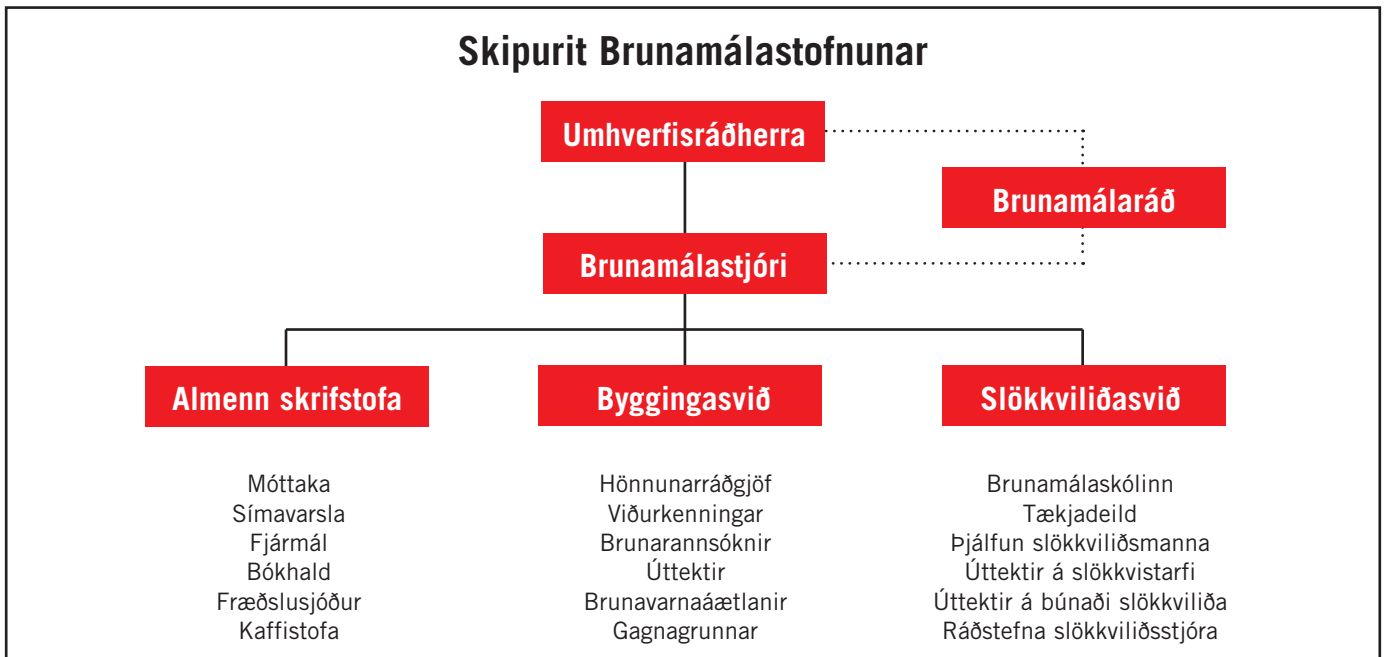 Skipurit Brunamálastofnunar
Umhverfisráðherra
Brunamálaráð
Brunamálastjóri
Almenn skrifstofa
Byggingasvið
Slökkviliðasvið
Móttaka
Símavarsla
Fjármál
Bókhald
Fræðslusjóður
Kaffistofa
Hönnunarráðgjöf
Viðurkenningar
Brunarannsóknir
Úttektir
Brunavarnaáætlanir
Gagnagrunnar
Brunamálaskólinn
Tækjadeild
Þjálfun slökkviliðsmanna
Úttektir á slökkvistarfi
Úttektir á búnaði slökkviliða
Ráðstefna slökkviliðsstjóra